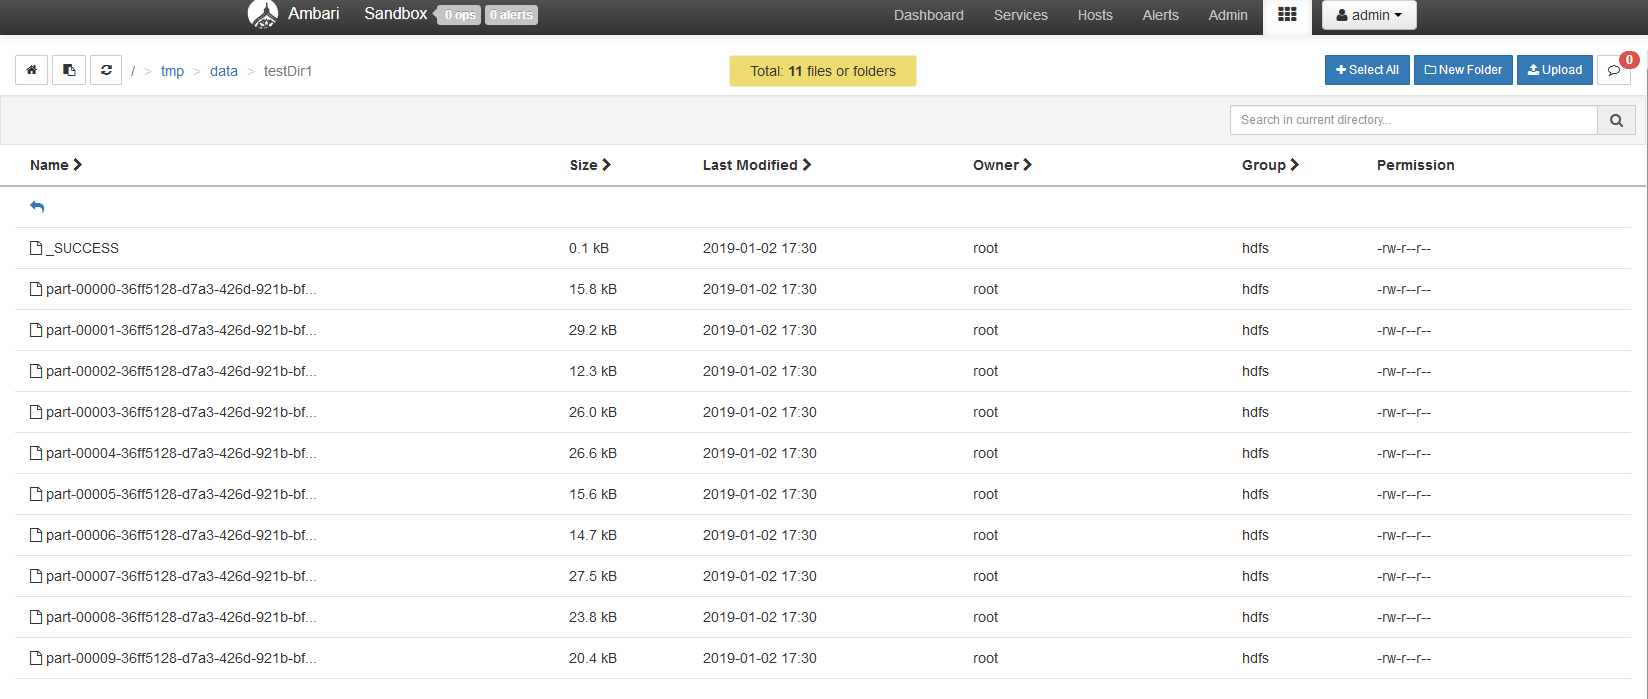 Ambari Sandbox 0 ops 0 alerts Dashboard Services Hosts Alerts Admin admin
/ > tmp > data > testDir1 Total: 11 files or folders Select All New Folder Upload 0
Search in current directory...
Name Size Last Modified Owner Group Permission
_SUCCESS 0.1 kB 2019-01-02 17:30 root hdfs -rw-r--r--
part-00000-36ff5128-d7a3-426d-921b-bf... 15.8 kB 2019-01-02 17:30 root hdfs -rw-r--r--
part-00001-36ff5128-d7a3-426d-921b-bf... 29.2 kB 2019-01-02 17:30 root hdfs -rw-r--r--
part-00002-36ff5128-d7a3-426d-921b-bf... 12.3 kB 2019-01-02 17:30 root hdfs -rw-r--r--
part-00003-36ff5128-d7a3-426d-921b-bf... 26.0 kB 2019-01-02 17:30 root hdfs -rw-r--r--
part-00004-36ff5128-d7a3-426d-921b-bf... 26.6 kB 2019-01-02 17:30 root hdfs -rw-r--r--
part-00005-36ff5128-d7a3-426d-921b-bf... 15.6 kB 2019-01-02 17:30 root hdfs -rw-r--r--
part-00006-36ff5128-d7a3-426d-921b-bf... 14.7 kB 2019-01-02 17:30 root hdfs -rw-r--r--
part-00007-36ff5128-d7a3-426d-921b-bf... 27.5 kB 2019-01-02 17:30 root hdfs -rw-r--r--
part-00008-36ff5128-d7a3-426d-921b-bf... 23.8 kB 2019-01-02 17:30 root hdfs -rw-r--r--
part-00009-36ff5128-d7a3-426d-921b-bf... 20.4 kB 2019-01-02 17:30 root hdfs -rw-r--r--